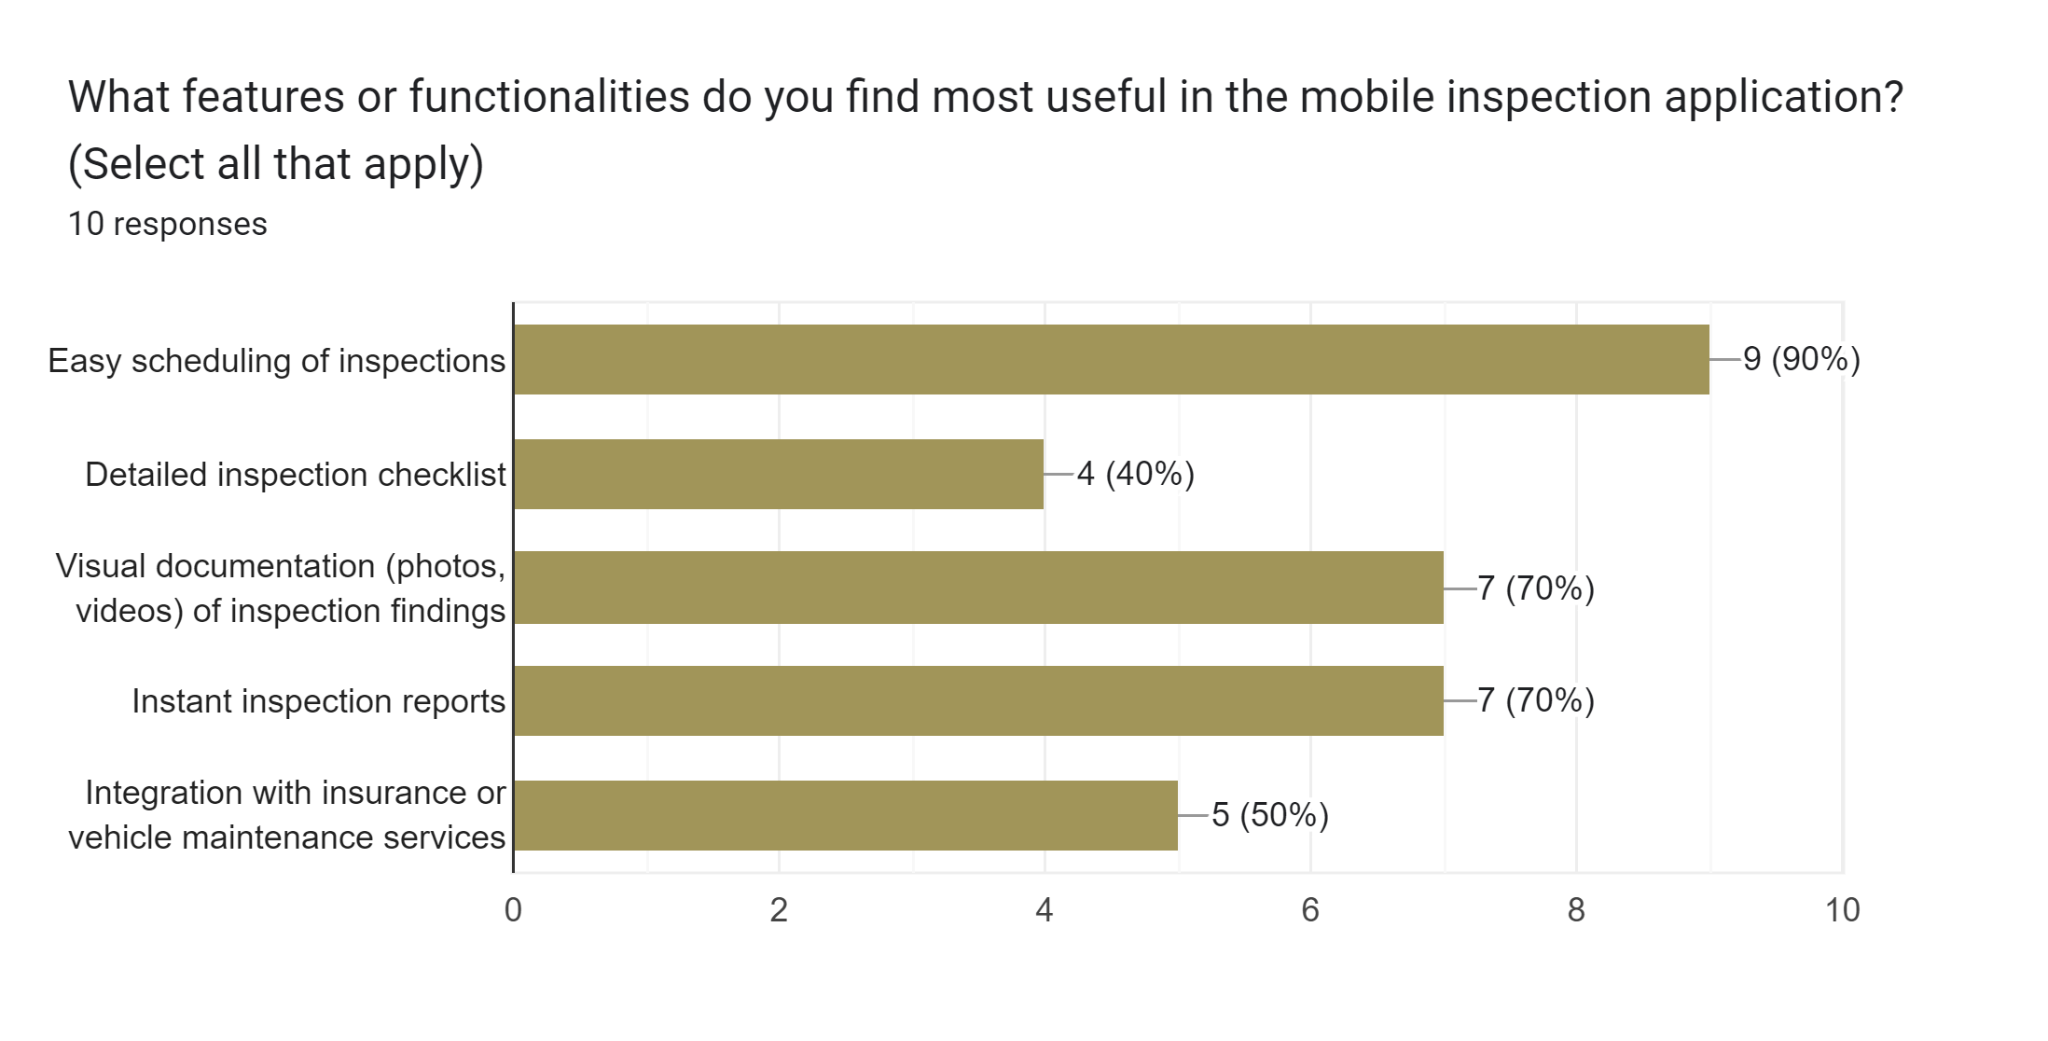 What features or functionalities do you find most useful in the mobile inspection application?
(Select all that apply)
10 responses
Easy scheduling of inspections
9 (90%)
Detailed inspection checklist
4 (40%)
Visual documentation (photos,
videos) of inspection findings
7 (70%)
Instant inspection reports
7 (70%)
Integration with insurance or
vehicle maintenance services
5 (50%)
0 2 4 6 8 10